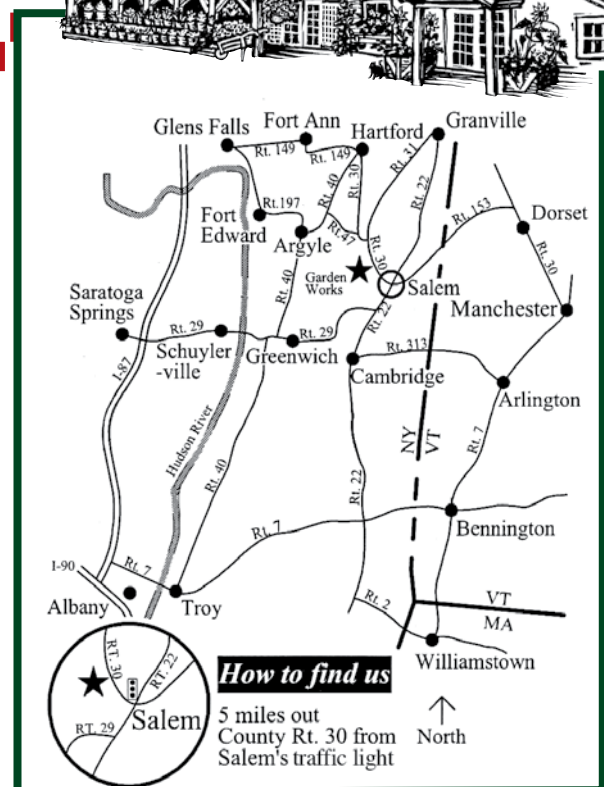 Glens Falls
Fort Ann
Hartford
Granville
Rt. 149
Rt. 149
Rt. 40
Rt. 30
Rt. 31
Rt. 22
Rt.197
Rt. 153
Fort
Edward
Argyle
Rt.47
Rt. 30
Dorset
Rt. 30
Rt. 40
Garden
Works
Salem
Saratoga
Springs
Manchester
Rt. 29
Schuyler
-ville
Greenwich
Rt. 29
Rt. 22
Rt. 313
Cambridge
I-87
Arlington
Hudson River
Rt. 40
NY
VT
Rt. 7
Rt. 22
Rt. 7
Bennington
I-90
Rt. 7
Albany
Troy
Rt. 2
VT
MA
Williamstown
RT. 30
RT. 22
Salem
RT. 29
How to find us
5 miles out
County Rt. 30 from
Salem's traffic light
North